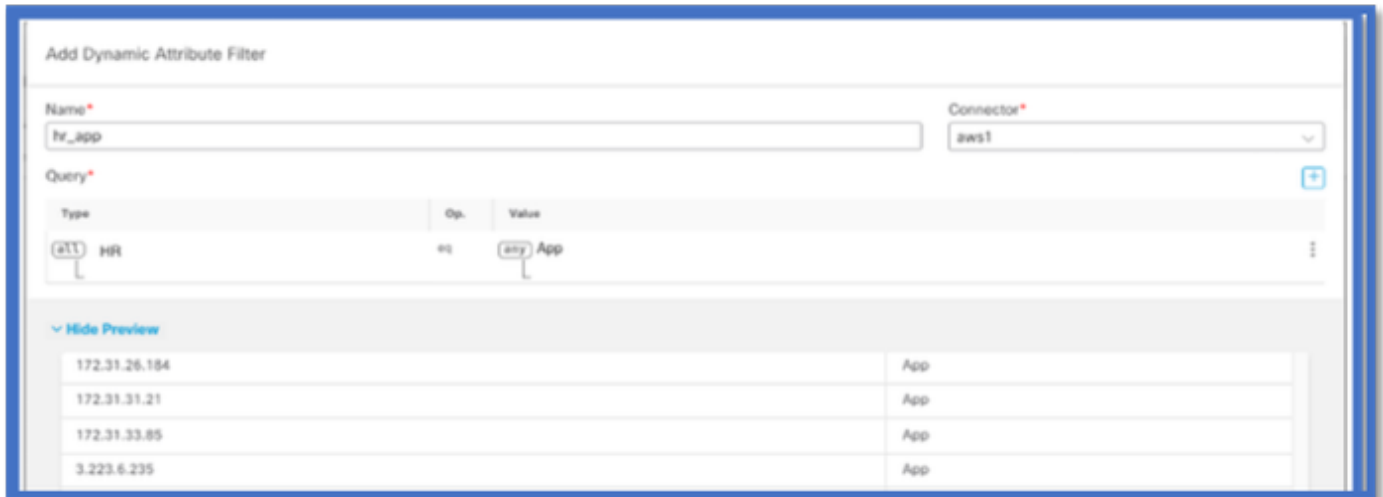 Add Dynamic Attribute Filter
Name* Connector*
hr_app aws1
Query*
Type Op. Value
all HR eq any App
Hide Preview
172.31.26.184 App
172.31.31.21 App
172.31.33.85 App
3.223.6.235 App